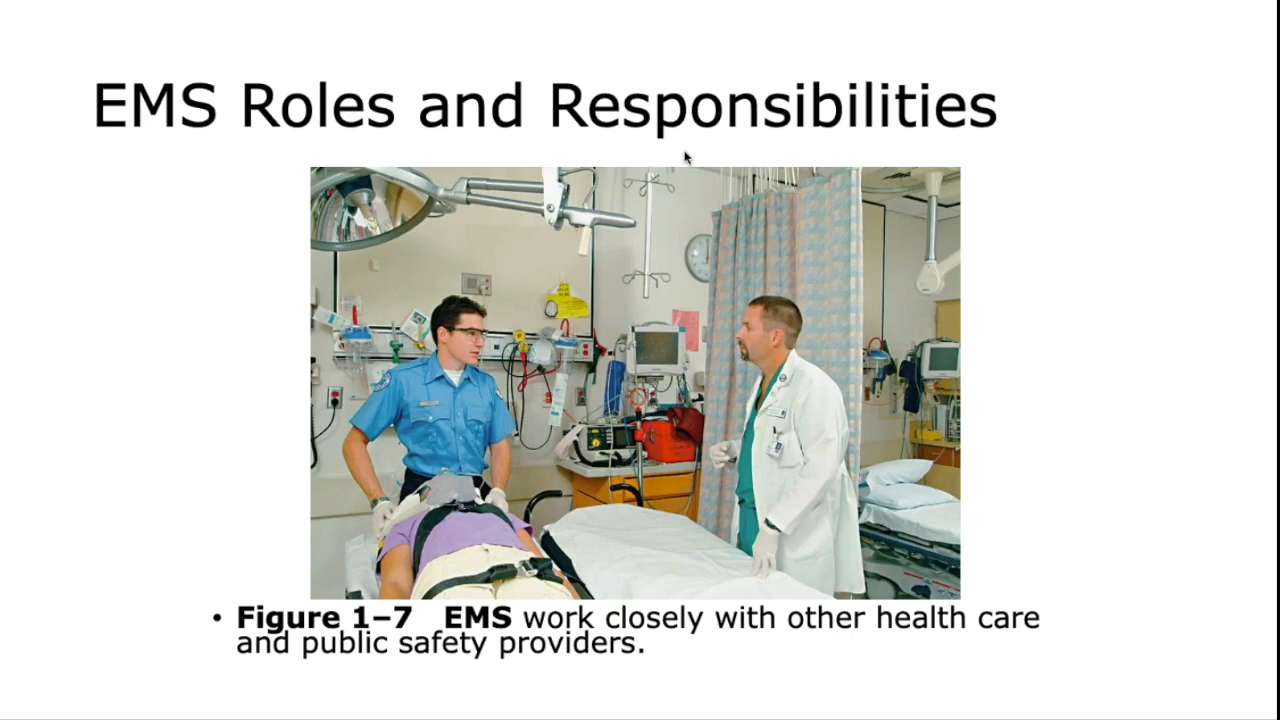 EMS Roles and Responsibilities
• Figure 1–7 EMS work closely with other health care
and public safety providers.